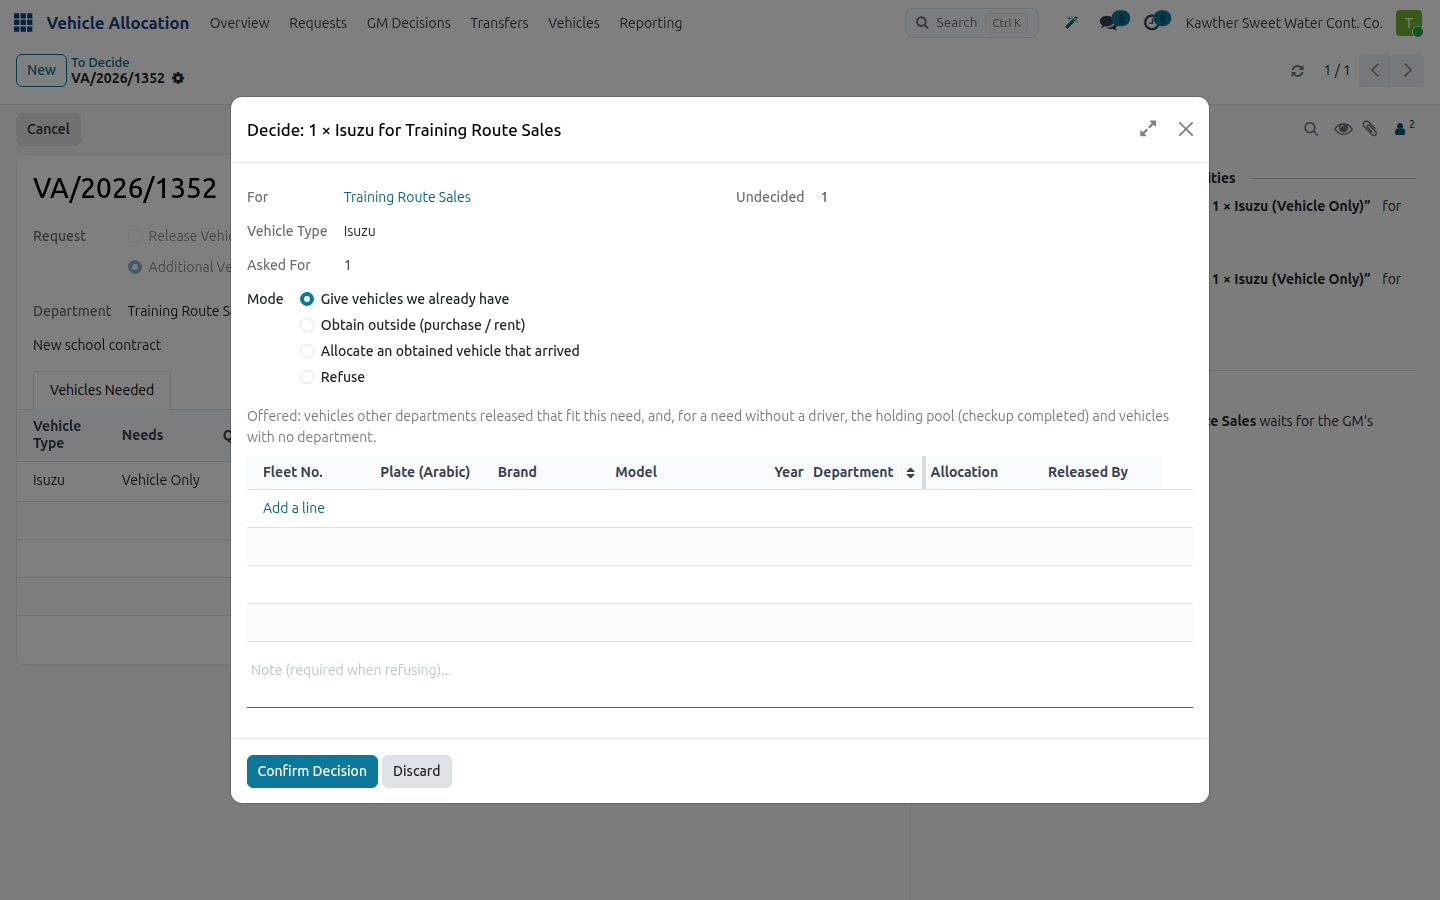 Vehicle Allocation Overview Requests GM Decisions Transfers Vehicles Reporting Search Ctrl K Kawther Sweet Water Cont. Co. T
New To Decide
VA/2026/1352
1 / 1
Cancel
2
VA/2026/1352
Request
Department Training Route S
New school contract
Vehicles Needed
Vehicle Type Needs
Isuzu Vehicle Only
Decide: 1 × Isuzu for Training Route Sales
For Training Route Sales Undecided 1
Vehicle Type Isuzu
Asked For 1
Mode Give vehicles we already have
Obtain outside (purchase / rent)
Allocate an obtained vehicle that arrived
Refuse
Offered: vehicles other departments released that fit this need, and, for a need without a driver, the holding pool (checkup completed) and vehicles
with no department.
Fleet No. Plate (Arabic) Brand Model Year Department Allocation Released By
Add a line
Note (required when refusing)...
Confirm Decision Discard
1 × Isuzu (Vehicle Only)” for
1 × Isuzu (Vehicle Only)” for
Sales waits for the GM's